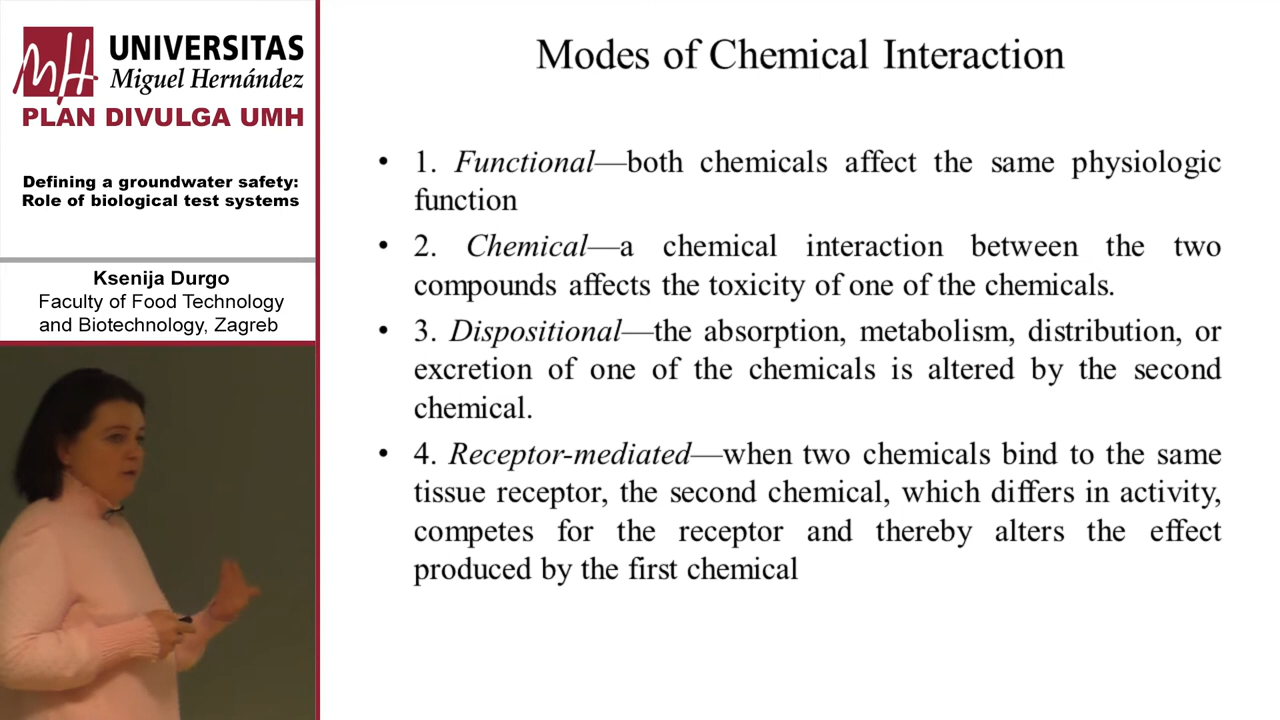 UNIVERSITAS
Miguel Hernández
PLAN DIVULGA UMH
Defining a groundwater safety:
Role of biological test systems
Ksenija Durgo
Faculty of Food Technology
and Biotechnology, Zagreb
Modes of Chemical Interaction
• 1. Functional—both chemicals affect the same physiologic
function
• 2. Chemical—a chemical interaction between the two
compounds affects the toxicity of one of the chemicals.
• 3. Dispositional—the absorption, metabolism, distribution, or
excretion of one of the chemicals is altered by the second
chemical.
• 4. Receptor-mediated—when two chemicals bind to the same
tissue receptor, the second chemical, which differs in activity,
competes for the receptor and thereby alters the effect
produced by the first chemical